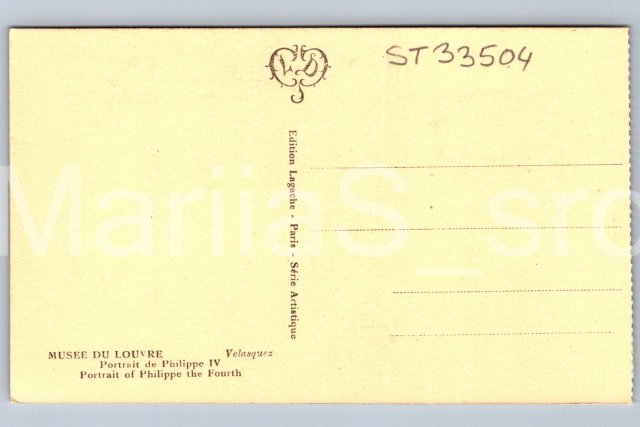 LD
ST33504
Edition Lagache - Paris - Série Artistique
MUSEE DU LOUVRE Velasquez
Portrait de Philippe IV
Portrait of Philippe the Fourth
MariiaS_src